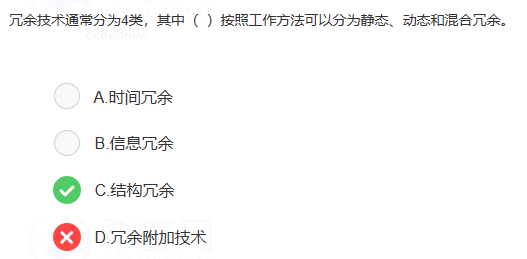 冗余技术通常分为4类，其中（ ）按照工作方法可以分为静态、动态和混合冗余。
A.时间冗余
B.信息冗余
C.结构冗余
D.冗余附加技术